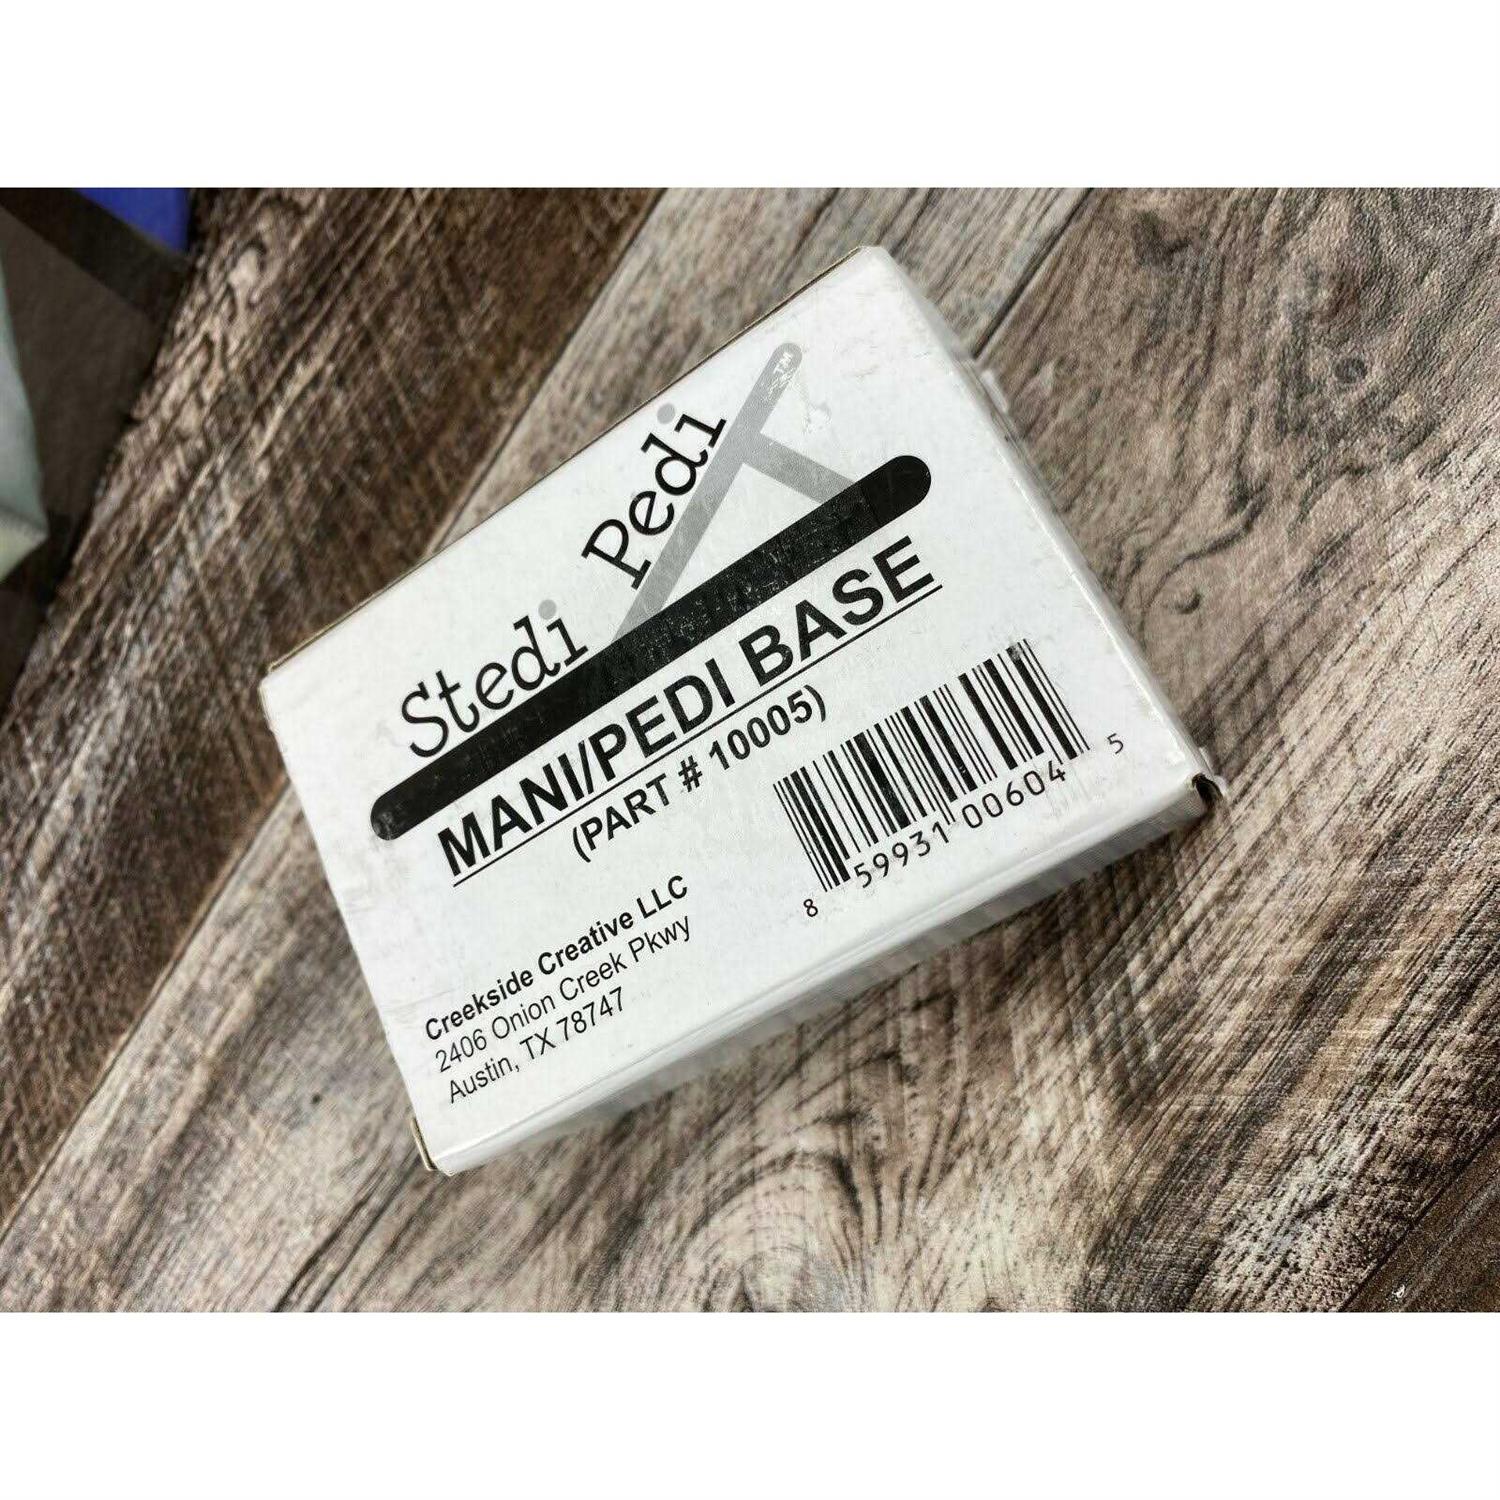 Stedi Pedi ™
MANI/PEDI BASE
(PART # 10005)
Creekside Creative LLC
2406 Onion Creek Pkwy
Austin, TX 78747
8 59931 00604 5